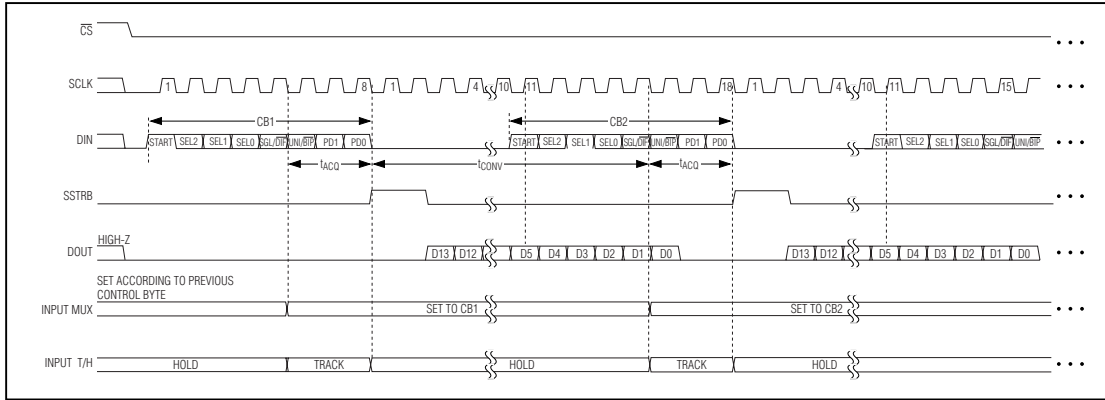 CS
SCLK 1 8 1 4 10 11 18 1 4 10 11 15
CB1 CB2
DIN START SEL2 SEL1 SEL0 SGL/DIF UNI/BIP PD1 PD0 START SEL2 SEL1 SEL0 SGL/DIF UNI/BIP PD1 PD0 START SEL2 SEL1 SEL0 SGL/DIF UNI/BIP
tACQ tCONV tACQ
SSTRB
HIGH-Z
DOUT D13 D12 D5 D4 D3 D2 D1 D0 D13 D12 D5 D4 D3 D2 D1 D0
SET ACCORDING TO PREVIOUS
CONTROL BYTE
INPUT MUX SET TO CB1 SET TO CB2
INPUT T/H HOLD TRACK HOLD TRACK HOLD